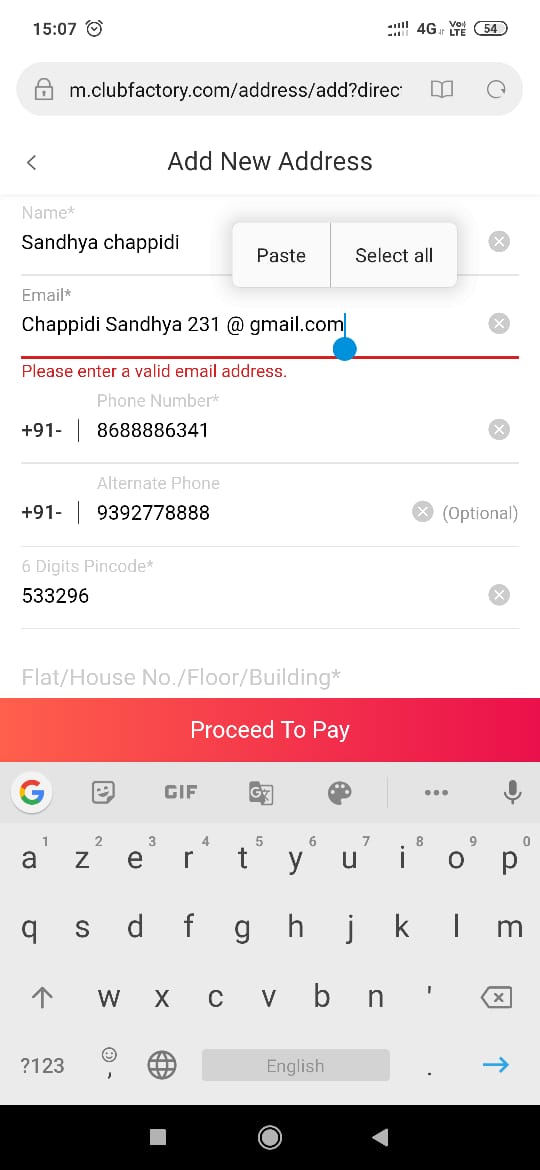 15:07
4G
Vo))
LTE
54
m.clubfactory.com/address/add?direc
Add New Address
Name*
Sandhya chappidi
Paste
Select all
Email*
Chappidi Sandhya 231 @ gmail.com
Please enter a valid email address.
Phone Number*
+91- 8688886341
Alternate Phone
+91- 9392778888 (Optional)
6 Digits Pincode*
533296
Flat/House No./Floor/Building*
Proceed To Pay
G GIF G
a 1 z 2 e 3 r 4 t 5 y 6 u 7 i 8 o 9 p 0
q s d f g h j k l m
w x c v b n '
?123 , English .